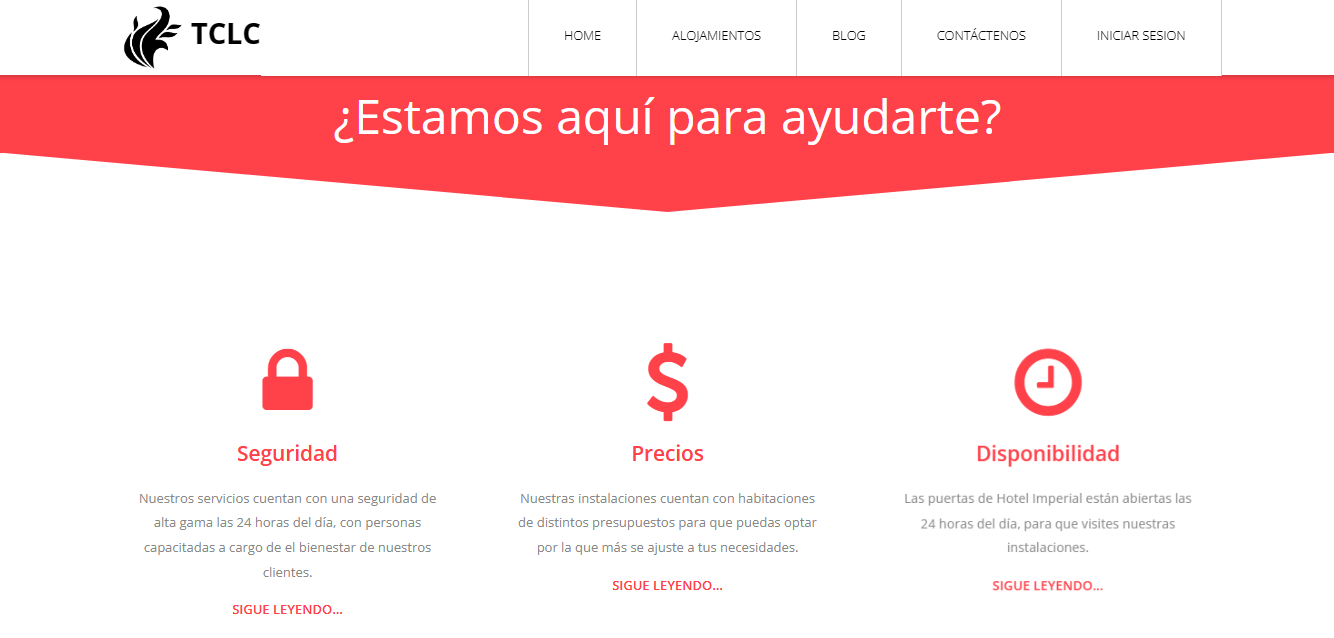 TCLC
HOME
ALOJAMIENTOS
BLOG
CONTÁCTENOS
INICIAR SESION
¿Estamos aquí para ayudarte?
Seguridad
Nuestros servicios cuentan con una seguridad de
alta gama las 24 horas del día, con personas
capacitadas a cargo de el bienestar de nuestros
clientes.
SIGUE LEYENDO...
Precios
Nuestras instalaciones cuentan con habitaciones
de distintos presupuestos para que puedas optar
por la que más se ajuste a tus necesidades.
SIGUE LEYENDO...
Disponibilidad
Las puertas de Hotel Imperial están abiertas las
24 horas del día, para que visites nuestras
instalaciones.
SIGUE LEYENDO...